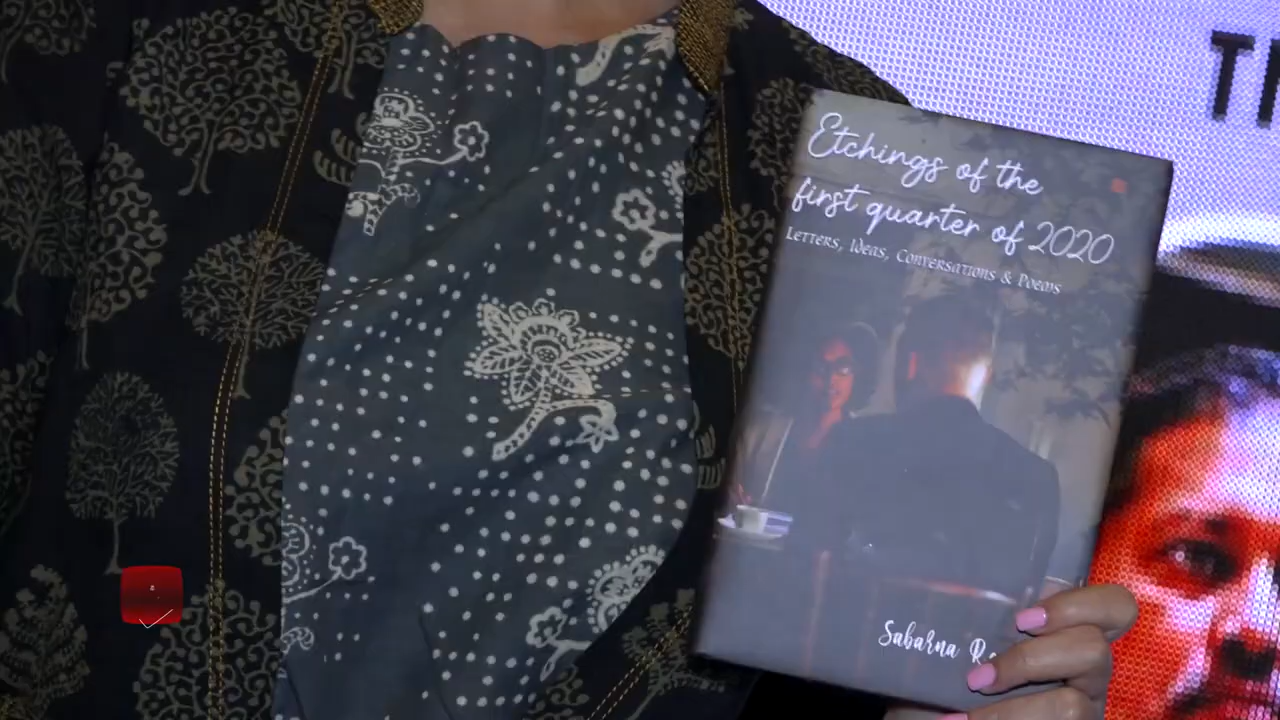 Etchings of the
first quarter of 2020
Letters, Ideas, Conversations & Poems
Sabarna